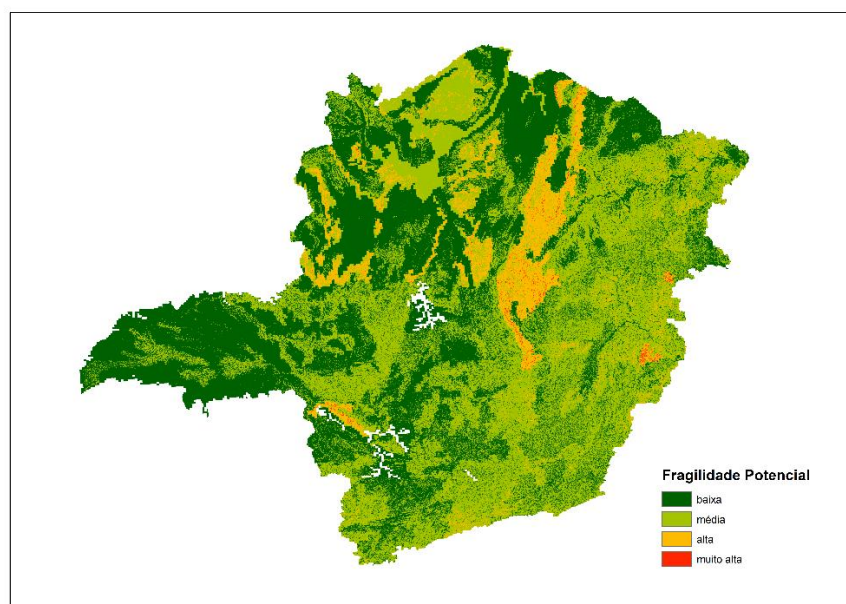 Fragilidade Potencial
baixa
média
alta
muito alta